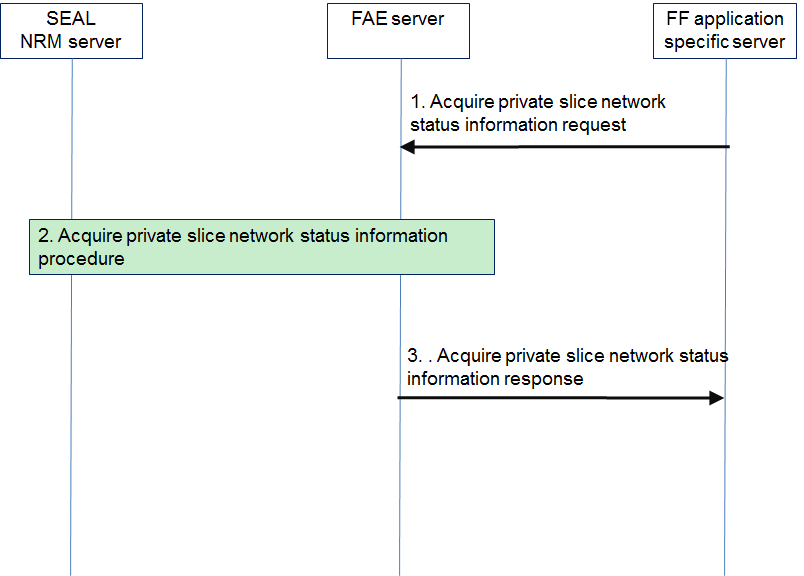 SEAL
NRM server
FAE server
FF application
specific server
1. Acquire private slice network
status information request
2. Acquire private slice network status information
procedure
3. . Acquire private slice network status
information response